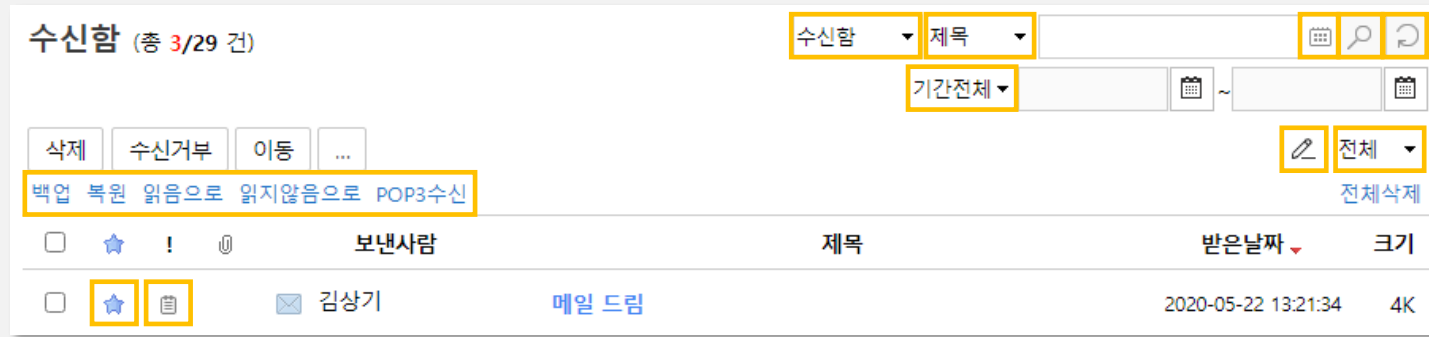 수신함 (총 3/29 건) 수신함 제목
기간전체 ~
삭제 수신거부 이동 ... 전체
백업 복원 읽음으로 읽지않음으로 POP3수신 전체삭제
! 보낸사람 제목 받은날짜 크기
김상기 메일 드림 2020-05-22 13:21:34 4K